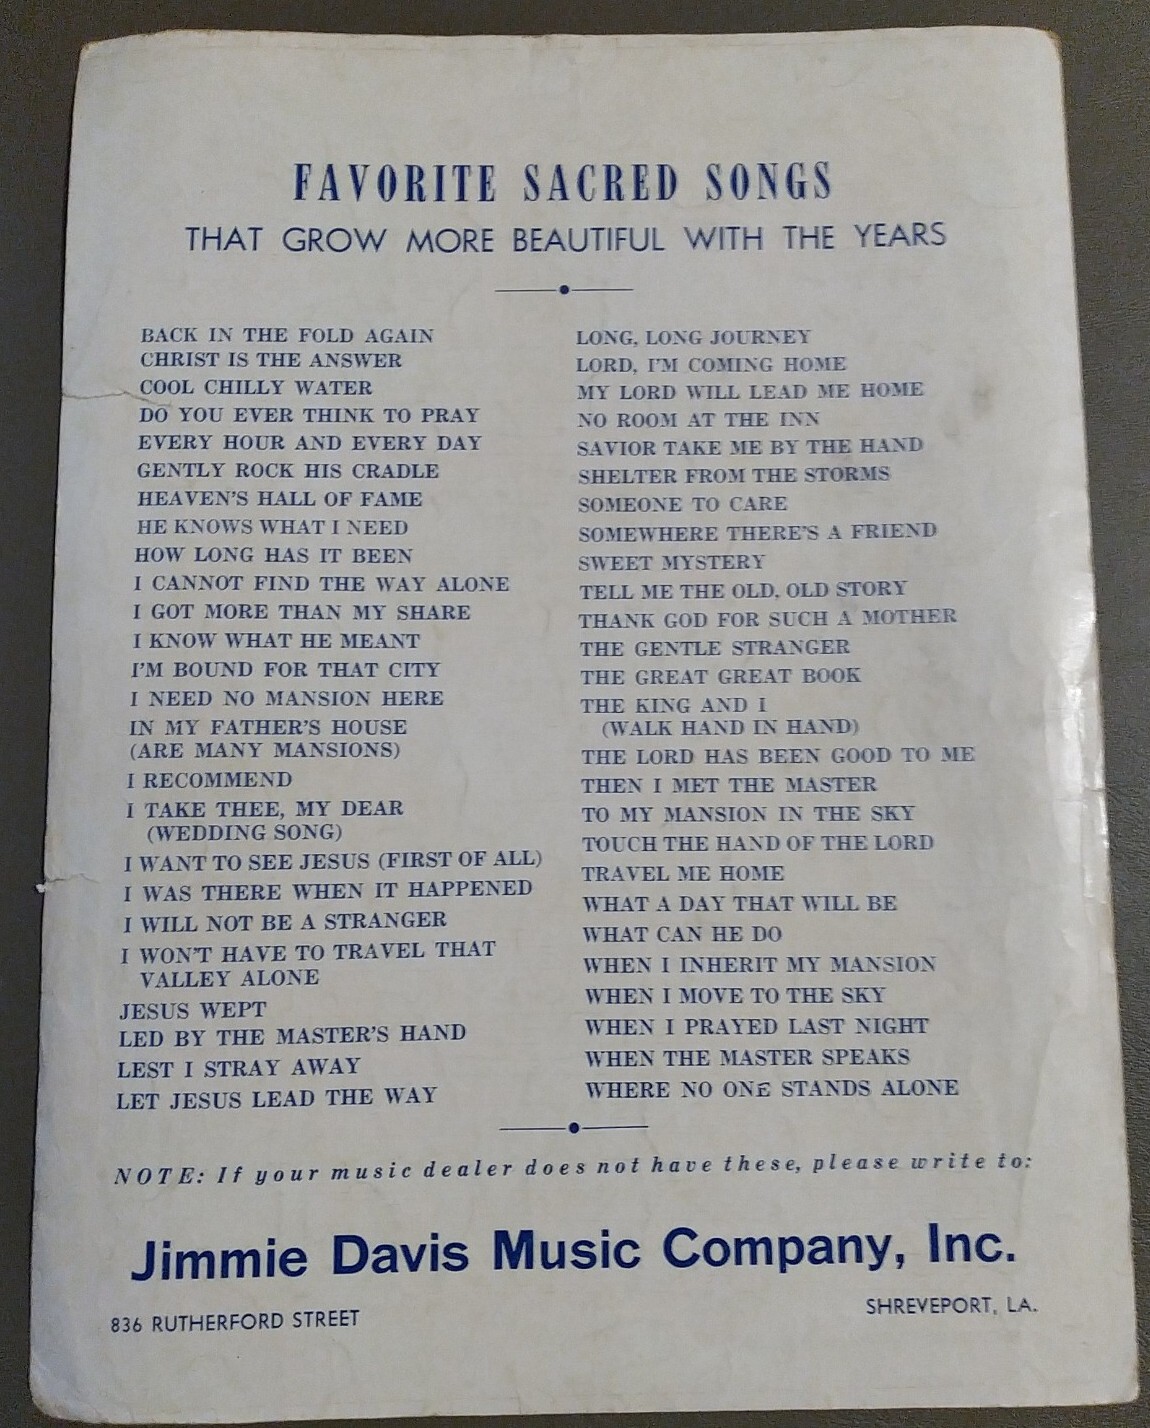 FAVORITE SACRED SONGS
THAT GROW MORE BEAUTIFUL WITH THE YEARS
BACK IN THE FOLD AGAIN
CHRIST IS THE ANSWER
COOL CHILLY WATER
DO YOU EVER THINK TO PRAY
EVERY HOUR AND EVERY DAY
GENTLY ROCK HIS CRADLE
HEAVEN'S HALL OF FAME
HE KNOWS WHAT I NEED
HOW LONG HAS IT BEEN
I CANNOT FIND THE WAY ALONE
I GOT MORE THAN MY SHARE
I KNOW WHAT HE MEANT
I'M BOUND FOR THAT CITY
I NEED NO MANSION HERE
IN MY FATHER'S HOUSE
(ARE MANY MANSIONS)
I RECOMMEND
I TAKE THEE, MY DEAR
(WEDDING SONG)
I WANT TO SEE JESUS (FIRST OF ALL)
I WAS THERE WHEN IT HAPPENED
I WILL NOT BE A STRANGER
I WON'T HAVE TO TRAVEL THAT
VALLEY ALONE
JESUS WEPT
LED BY THE MASTER'S HAND
LEST I STRAY AWAY
LET JESUS LEAD THE WAY
LONG, LONG JOURNEY
LORD, I'M COMING HOME
MY LORD WILL LEAD ME HOME
NO ROOM AT THE INN
SAVIOR TAKE ME BY THE HAND
SHELTER FROM THE STORMS
SOMEONE TO CARE
SOMEWHERE THERE'S A FRIEND
SWEET MYSTERY
TELL ME THE OLD, OLD STORY
THANK GOD FOR SUCH A MOTHER
THE GENTLE STRANGER
THE GREAT GREAT BOOK
THE KING AND I
(WALK HAND IN HAND)
THE LORD HAS BEEN GOOD TO ME
THEN I MET THE MASTER
TO MY MANSION IN THE SKY
TOUCH THE HAND OF THE LORD
TRAVEL ME HOME
WHAT A DAY THAT WILL BE
WHAT CAN HE DO
WHEN I INHERIT MY MANSION
WHEN I MOVE TO THE SKY
WHEN I PRAYED LAST NIGHT
WHEN THE MASTER SPEAKS
WHERE NO ONE STANDS ALONE
NOTE: If your music dealer does not have these, please write to:
Jimmie Davis Music Company, Inc.
836 RUTHERFORD STREET
SHREVEPORT, LA.